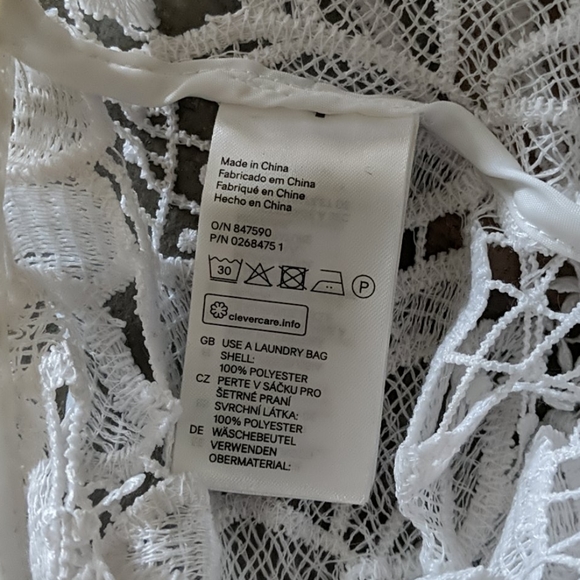 Made in China
Fabricado em China
Fabriqué en Chine
Hecho en China
O/N 847590
P/N 0268475 1
30 P
clevercare.info
GB USE A LAUNDRY BAG
SHELL:
100% POLYESTER
CZ PERTE V SÁČKU PRO
ŠETRNÉ PRANÍ
SVRCHNÍ LÁTKA:
100% POLYESTER
DE WÄSCHEBEUTEL
VERWENDEN
OBERMATERIAL: